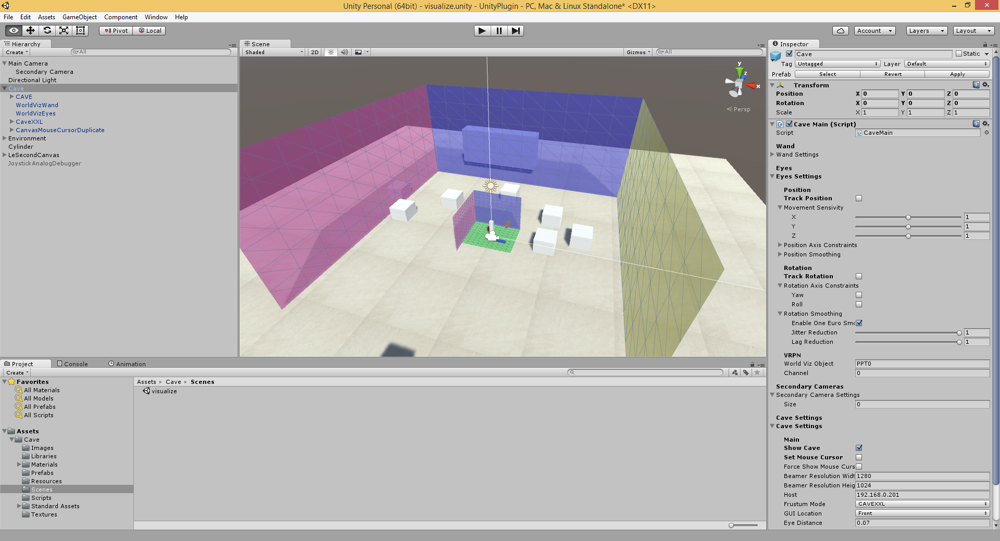 Unity Personal (64bit) - visualize.unity - UnityPlugin - PC, Mac & Linux Standalone* <DX11>
File Edit Assets GameObject Component Window Help
Pivot Local Account Layers Layout
Hierarchy
Create All
Main Camera
Secondary Camera
Directional Light
Cave
CAVE
WorldVizWand
WorldVizEyes
CaveXXL
CanvasMouseCursorDuplicate
Environment
Cylinder
LeSecondCanvas
JoystickAnalogDebugger
Scene
Shaded 2D Gizmos All
y
z
x
Persp
Inspector
Cave Static
Tag Untagged Layer Default
Prefab Select Revert Apply
Transform
Position X 0 Y 0 Z 0
Rotation X 0 Y 0 Z 0
Scale X 1 Y 1 Z 1
Cave Main (Script)
Script CaveMain
Wand
Wand Settings
Eyes
Eyes Settings
Position
Track Position
Movement Sensivity
X 1
Y 1
Z 1
Position Axis Constraints
Position Smoothing
Rotation
Track Rotation
Rotation Axis Constraints
Yaw
Roll
Rotation Smoothing
Enable One Euro Smo
Jitter Reduction 1
Lag Reduction 1
VRPN
World Viz Object PPT0
Channel 0
Secondary Cameras
Secondary Camera Settings
Size 0
Cave Settings
Cave Settings
Main
Show Cave
Set Mouse Cursor
Force Show Mouse Curs
Beamer Resolution Widt 1280
Beamer Resolution Heig 1024
Host 192.168.0.201
Frustum Mode CAVEXXL
GUI Location Front
Eye Distance 0.07
Project Console Animation
Create
Favorites
All Materials
All Models
All Prefabs
All Scripts
Assets
Cave
Images
Libraries
Materials
Prefabs
Resources
Scenes
Scripts
Standard Assets
Textures
Assets Cave Scenes
visualize